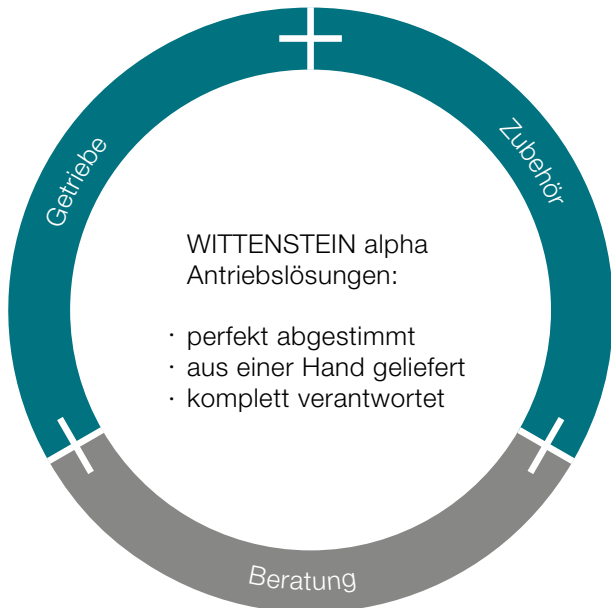 Getriebe
Zubehör
WITTENSTEIN alpha
Antriebslösungen:
· perfekt abgestimmt
· aus einer Hand geliefert
· komplett verantwortet
Beratung